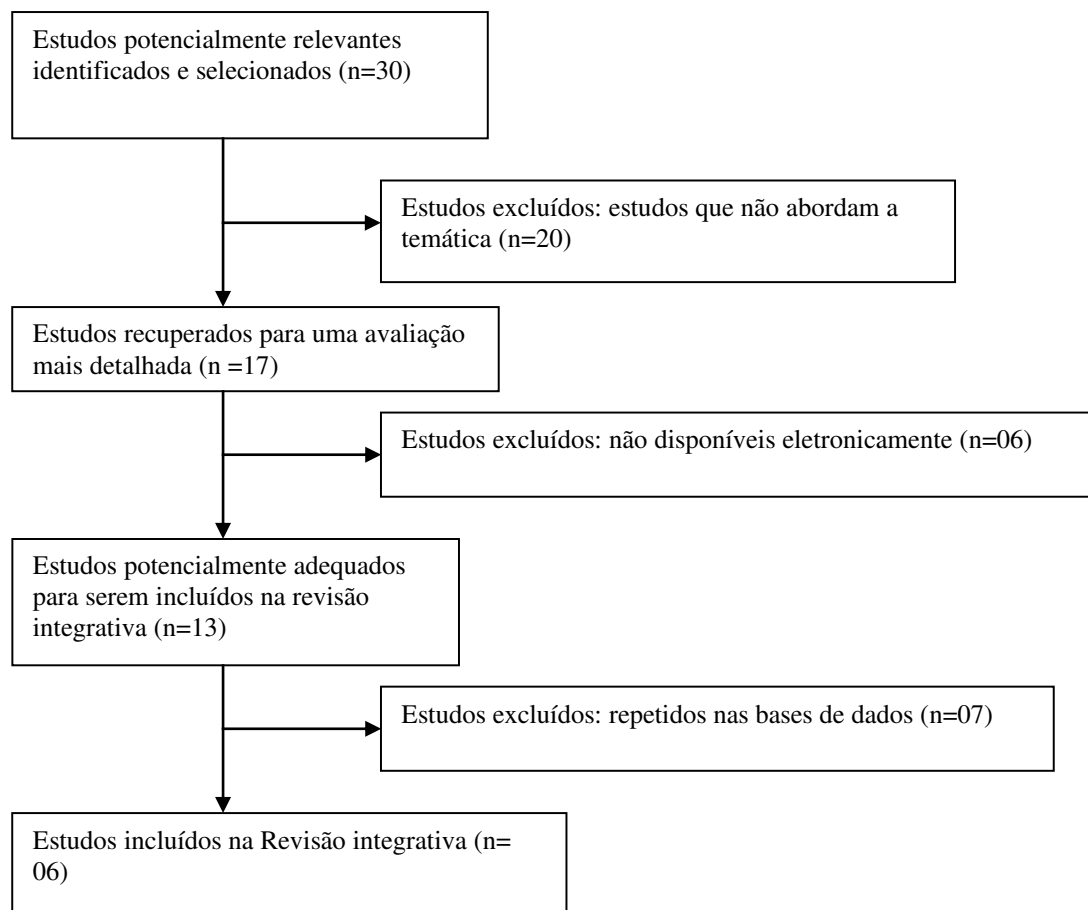 Estudos potencialmente relevantes
identificados e selecionados (n=30)
Estudos excluídos: estudos que não abordam a
temática (n=20)
Estudos recuperados para uma avaliação
mais detalhada (n =17)
Estudos excluídos: não disponíveis eletronicamente (n=06)
Estudos potencialmente adequados
para serem incluídos na revisão
integrativa (n=13)
Estudos excluídos: repetidos nas bases de dados (n=07)
Estudos incluídos na Revisão integrativa (n=
06)